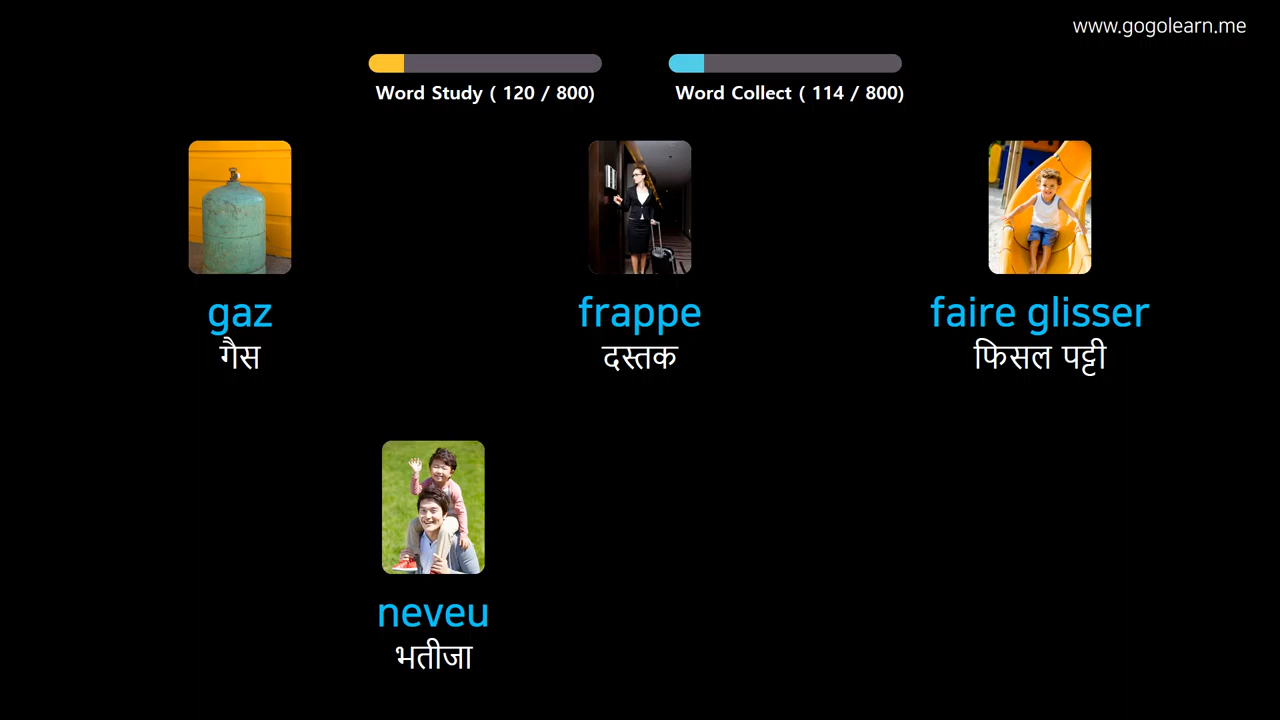 www.gogolearn.me
Word Study ( 120 / 800)
Word Collect ( 114 / 800)
gaz
गैस
frappe
दस्तक
faire glisser
फिसल पट्टी
neveu
भतीजा